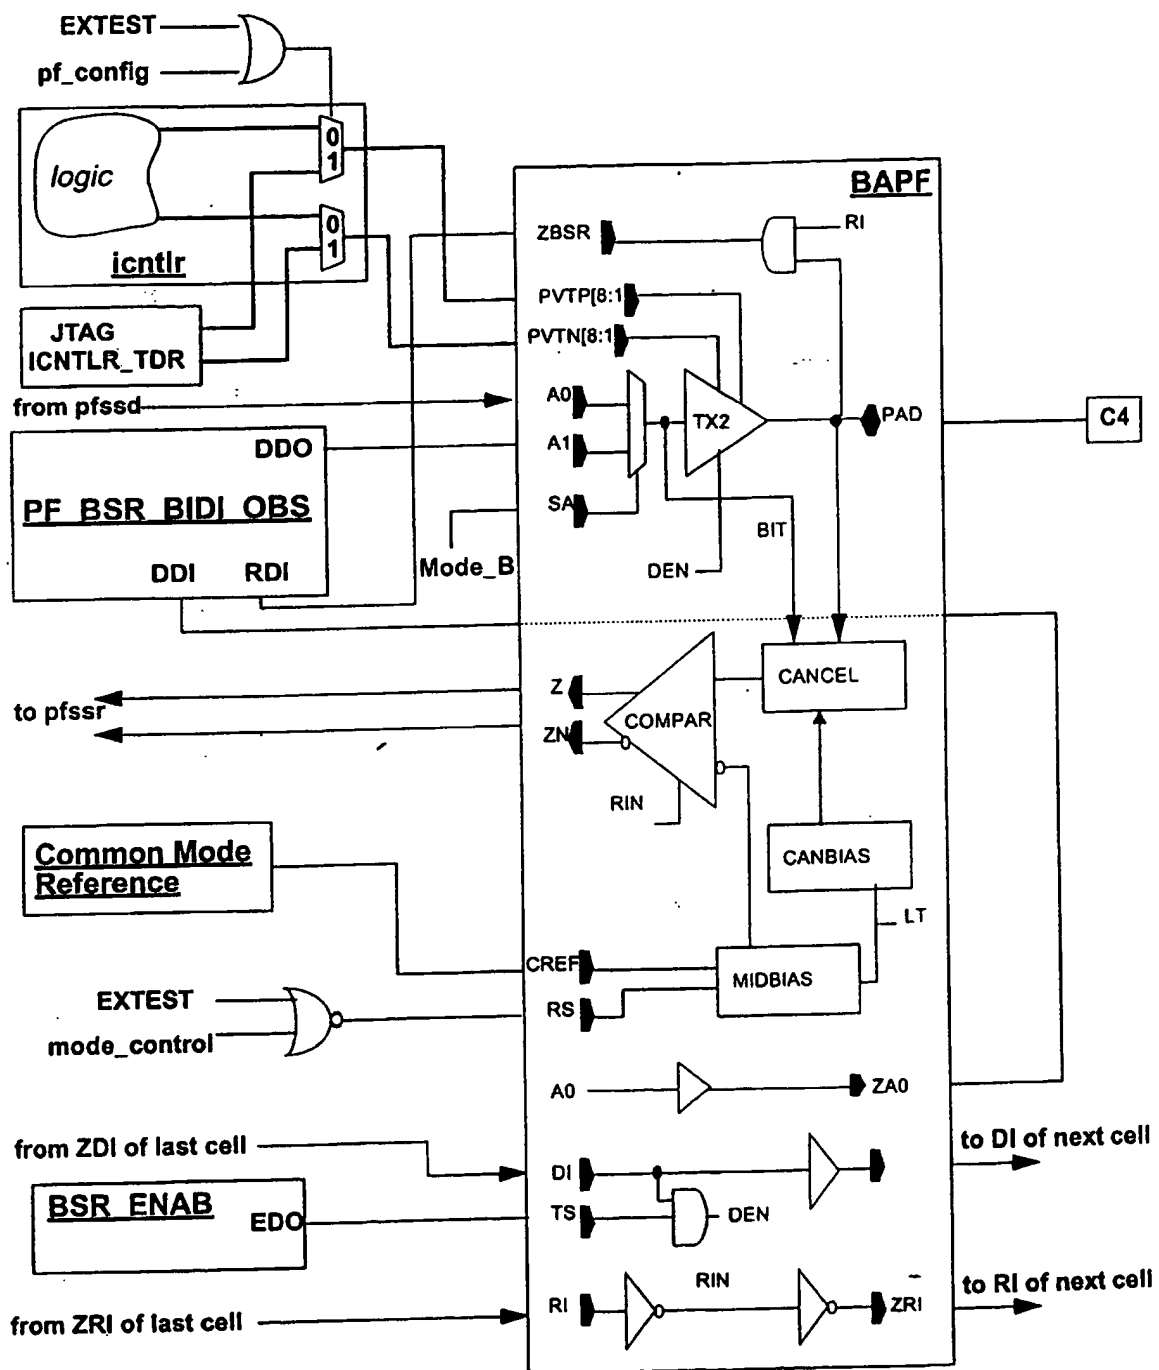 EXTEST
pf_config
0
1
logic
0
1
icntlr
JTAG
ICNTLR_TDR
from pfssd
DDO
PF_BSR_BIDI_OBS
DDI RDI
Mode_B
to pfssr
Common Mode
Reference
EXTEST
mode_control
from ZDI of last cell
BSR_ENAB
EDO
from ZRI of last cell
BAPF
ZBSR
RI
PVTP[8:1
PVTN[8:1
A0
TX2
PAD
C4
A1
SA
BIT
DEN
CANCEL
Z
COMPAR
ZN
RIN
CANBIAS
LT
CREF
MIDBIAS
RS
A0
ZA0
to DI of next cell
DI
TS
DEN
RIN
to RI of next cell
RI
ZRI